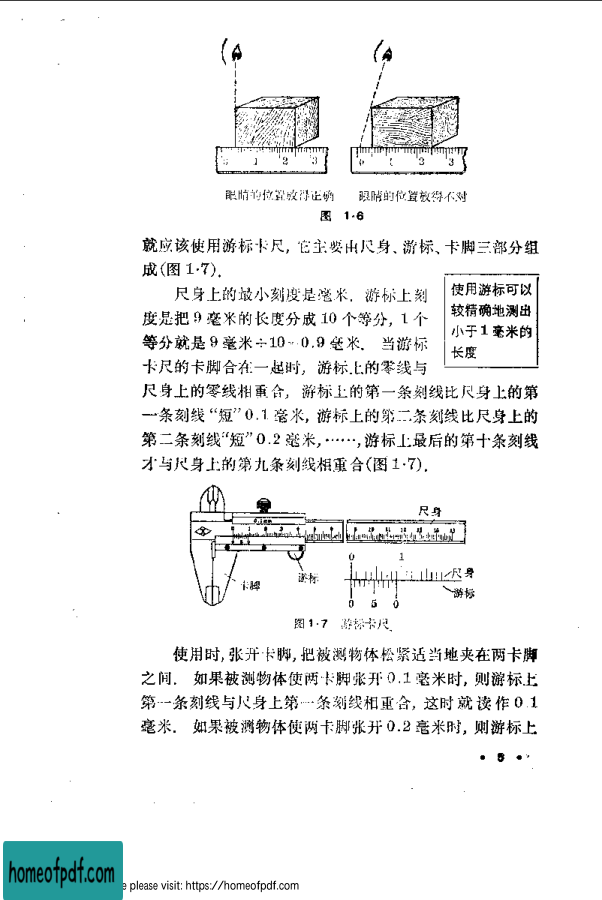 0 1 2 3
0 1 2 3
眼睛的位置放得正确 眼睛的位置放得不对
图 1·6
就应该使用游标卡尺，它主要由尺身、游标、卡脚三部分组
成(图 1·7)．
尺身上的最小刻度是毫米．游标上刻
度是把 9 毫米的长度分成 10 个等分，1 个
等分就是 9 毫米÷10=0.9 毫米．当游标
卡尺的卡脚合在一起时，游标上的零线与
使用游标可以
较精确地测出
小于 1 毫米的
长度
尺身上的零线相重合，游标上的第一条刻线比尺身上的第
一条刻线“短”0.1 毫米，游标上的第二条刻线比尺身上的
第二条刻线“短”0.2 毫米，……，游标上最后的第十条刻线
才与尺身上的第九条刻线相重合(图 1·7)．
尺身
0.1mm
卡脚
游标
0 1
尺身
游标
0 5 0
图 1·7 游标卡尺
使用时，张开卡脚，把被测物体松紧适当地夹在两卡脚
之间．如果被测物体使两卡脚张开 0.1 毫米时，则游标上
第一条刻线与尺身上第一条刻线相重合，这时就读作 0.1
毫米．如果被测物体使两卡脚张开 0.2 毫米时，则游标上
• 5 •
homeofpdf.com
e please visit: https://homeofpdf.com